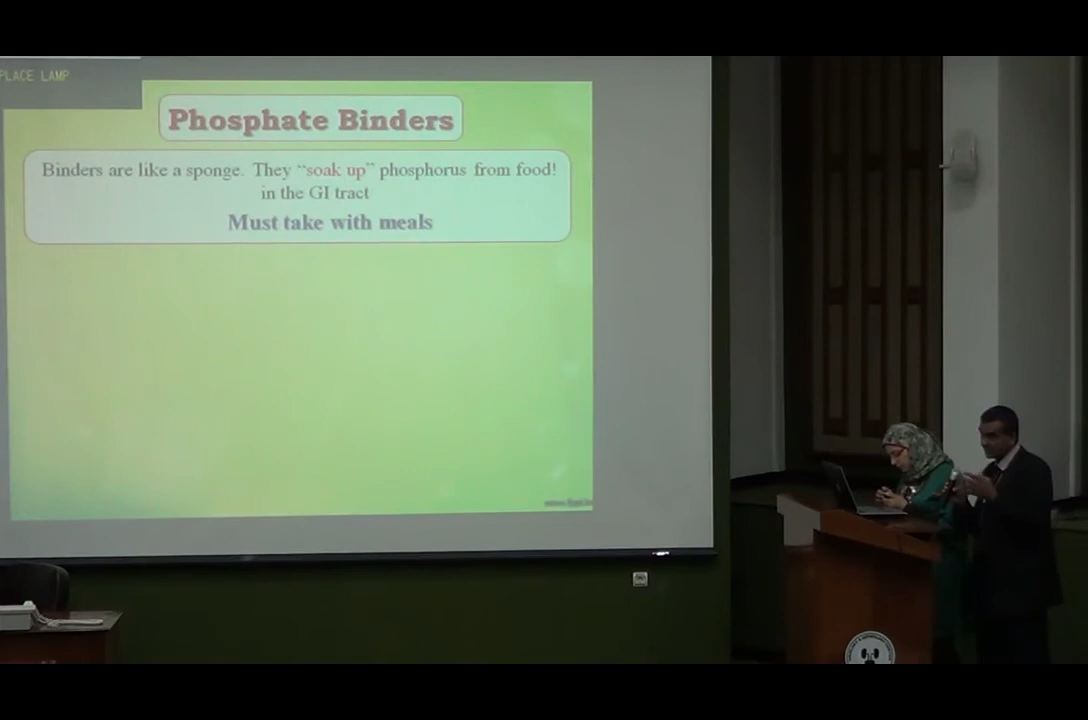 PLACE LAMP
Phosphate Binders
Binders are like a sponge. They “soak up” phosphorus from food!
in the GI tract
Must take with meals